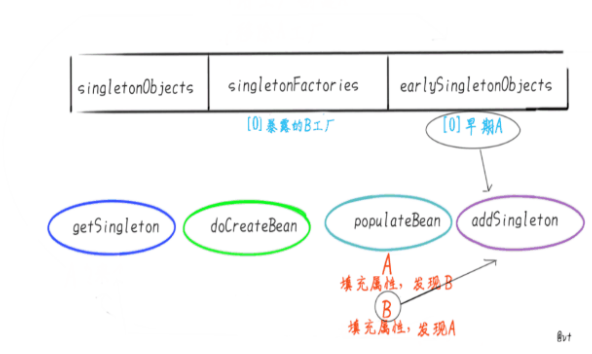 singletonObjects singletonFactories earlySingletonObjects
[0]暴露的B工厂 [0]早期A
getSingleton doCreateBean populateBean addSingleton
A
填充属性，发现B
B
填充属性，发现A